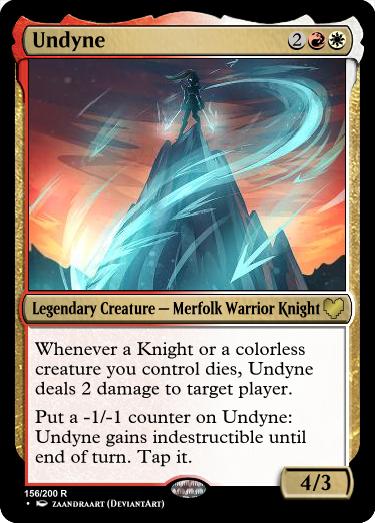 Undyne 2
Legendary Creature — Merfolk Warrior Knight
Whenever a Knight or a colorless
creature you control dies, Undyne
deals 2 damage to target player.
Put a -1/-1 counter on Undyne:
Undyne gains indestructible until
end of turn. Tap it.
4/3
156/200 R
• ZAANDRAART (DEVIANTART)